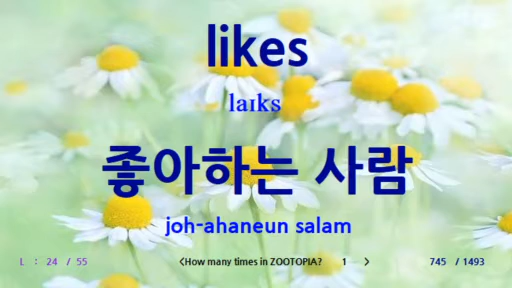 likes
laɪks
좋아하는 사람
joh-ahaneun salam
L : 24 / 55 <How many times in ZOOTOPIA? 1 > 745 / 1493